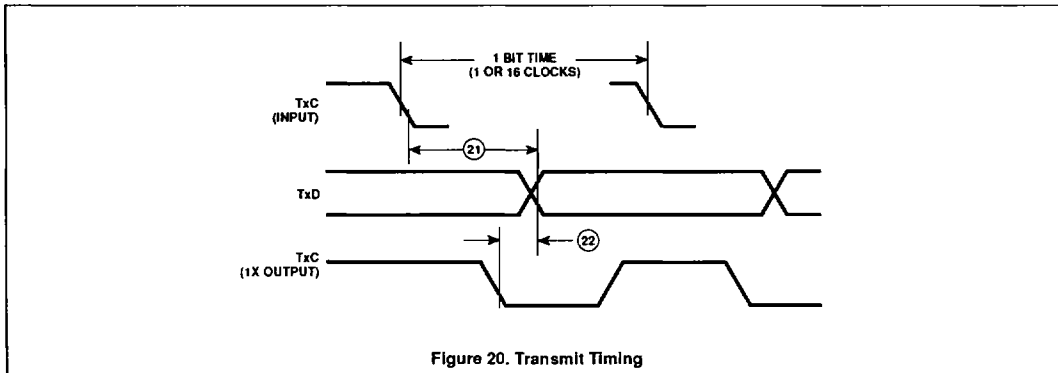 1 BIT TIME
(1 OR 16 CLOCKS)
TxC
(INPUT)
21
TxD
22
TxC
(1X OUTPUT)
Figure 20. Transmit Timing